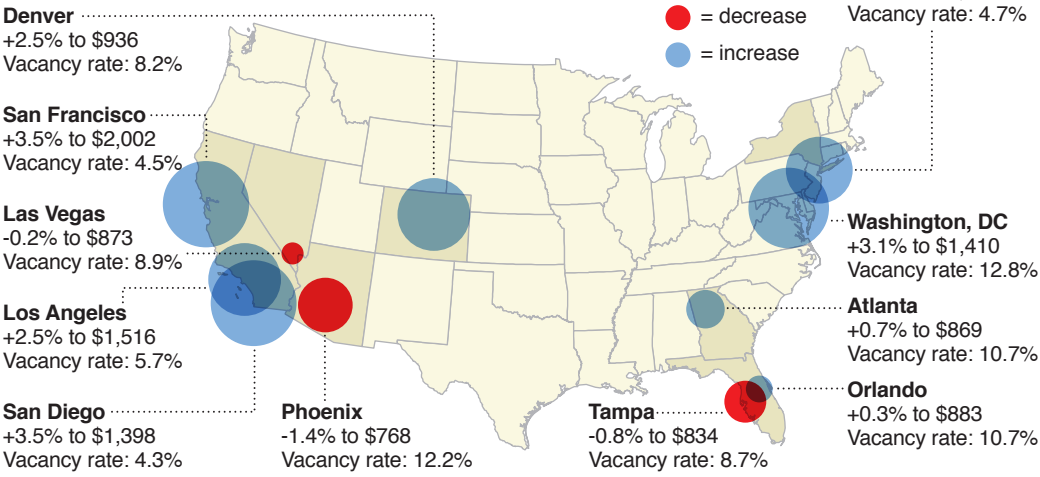 Denver
+2.5% to $936
Vacancy rate: 8.2%
= decrease
= increase
Vacancy rate: 4.7%
San Francisco
+3.5% to $2,002
Vacancy rate: 4.5%
Las Vegas
-0.2% to $873
Vacancy rate: 8.9%
Los Angeles
+2.5% to $1,516
Vacancy rate: 5.7%
San Diego
+3.5% to $1,398
Vacancy rate: 4.3%
Phoenix
-1.4% to $768
Vacancy rate: 12.2%
Tampa
-0.8% to $834
Vacancy rate: 8.7%
Washington, DC
+3.1% to $1,410
Vacancy rate: 12.8%
Atlanta
+0.7% to $869
Vacancy rate: 10.7%
Orlando
+0.3% to $883
Vacancy rate: 10.7%